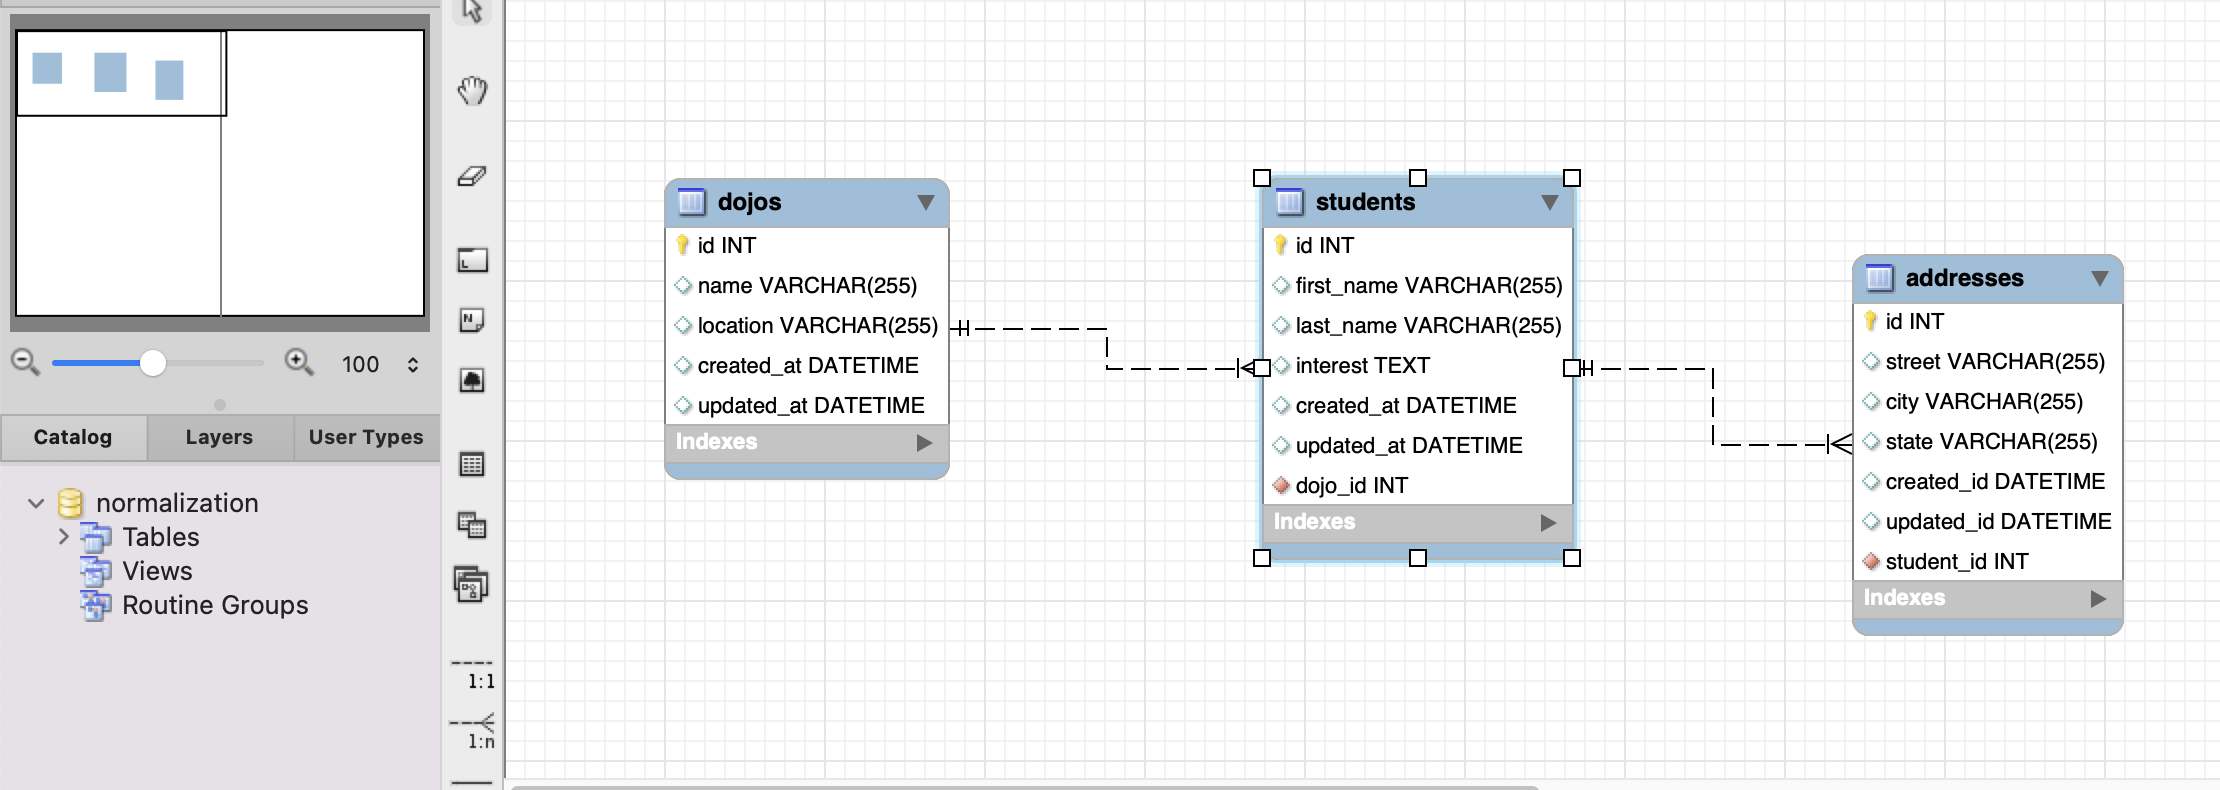 100
Catalog
Layers
User Types
normalization
Tables
Views
Routine Groups
L
N
1:1
1:n
dojos
id INT
name VARCHAR(255)
location VARCHAR(255)
created_at DATETIME
updated_at DATETIME
Indexes
students
id INT
first_name VARCHAR(255)
last_name VARCHAR(255)
interest TEXT
created_at DATETIME
updated_at DATETIME
dojo_id INT
Indexes
addresses
id INT
street VARCHAR(255)
city VARCHAR(255)
state VARCHAR(255)
created_id DATETIME
updated_id DATETIME
student_id INT
Indexes